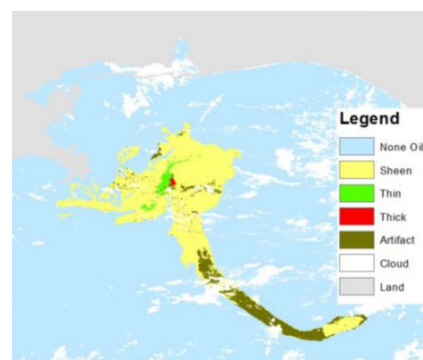 Legend
None Oil
Sheen
Thin
Thick
Artifact
Cloud
Land